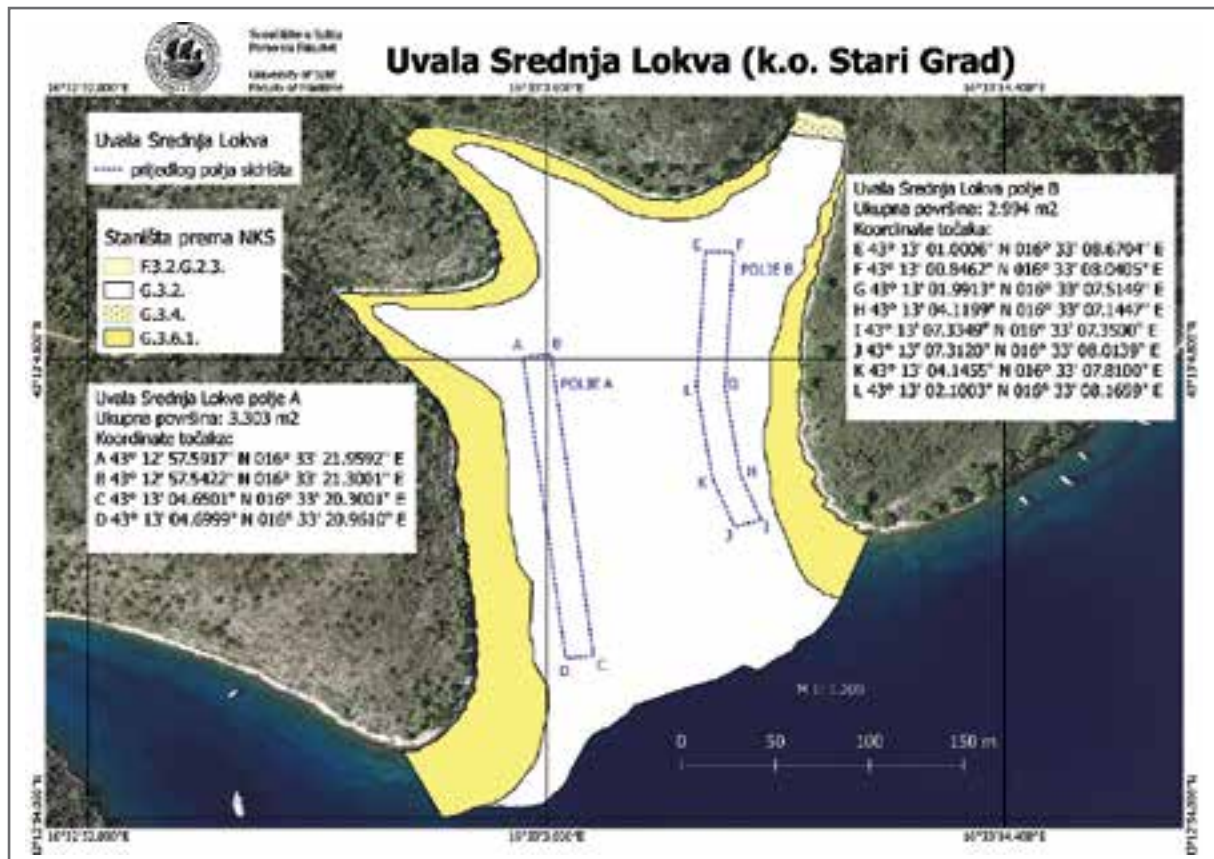 Uvala Srednja Lokva (k.o. Stari Grad)
University of Split
Uvala Srednja Lokva
prijedlog polja sidrišta
Staništa prema NKS
F.3.2.G.2.3.
G.3.2.
G.3.4.
G.3.6.1.
Uvala Srednja Lokva polje A
Ukupna površina: 3.303 m2
Koordinate točaka:
A 43° 12' 57.5917" N 016° 33' 21.9592" E
B 43° 12' 57.5422" N 016° 33' 21.3001" E
C 43° 13' 04.6501" N 016° 33' 20.3001" E
D 43° 13' 04.6999" N 016° 33' 20.9610" E
Uvala Srednja Lokva polje B
Ukupna površina: 2.994 m2
Koordinate točaka:
E 43° 13' 01.0006" N 016° 33' 08.6704" E
F 43° 13' 00.8462" N 016° 33' 08.0405" E
G 43° 13' 01.9913" N 016° 33' 07.5149" E
H 43° 13' 04.1199" N 016° 33' 07.1447" E
I 43° 13' 07.3349" N 016° 33' 07.3500" E
J 43° 13' 07.3120" N 016° 33' 08.0139" E
K 43° 13' 04.1455" N 016° 33' 07.8100" E
L 43° 13' 02.1003" N 016° 33' 08.1699" E
E F
POLJE B
A B
POLJE A
L G
K H
J I
D C
0 50 100 150 m